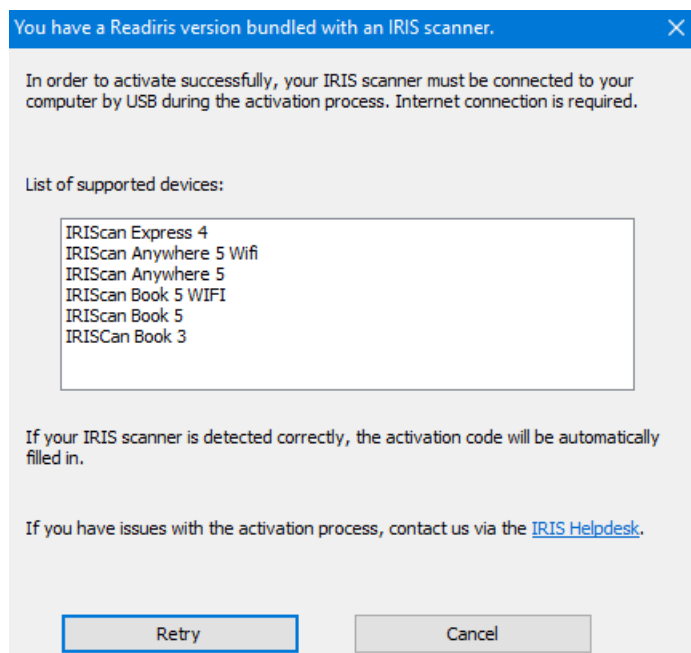 You have a Readiris version bundled with an IRIS scanner.
In order to activate successfully, your IRIS scanner must be connected to your
computer by USB during the activation process. Internet connection is required.
List of supported devices:
IRIScan Express 4
IRIScan Anywhere 5 Wifi
IRIScan Anywhere 5
IRIScan Book 5 WIFI
IRIScan Book 5
IRISCan Book 3
If your IRIS scanner is detected correctly, the activation code will be automatically
filled in.
If you have issues with the activation process, contact us via the IRIS Helpdesk.
Retry
Cancel